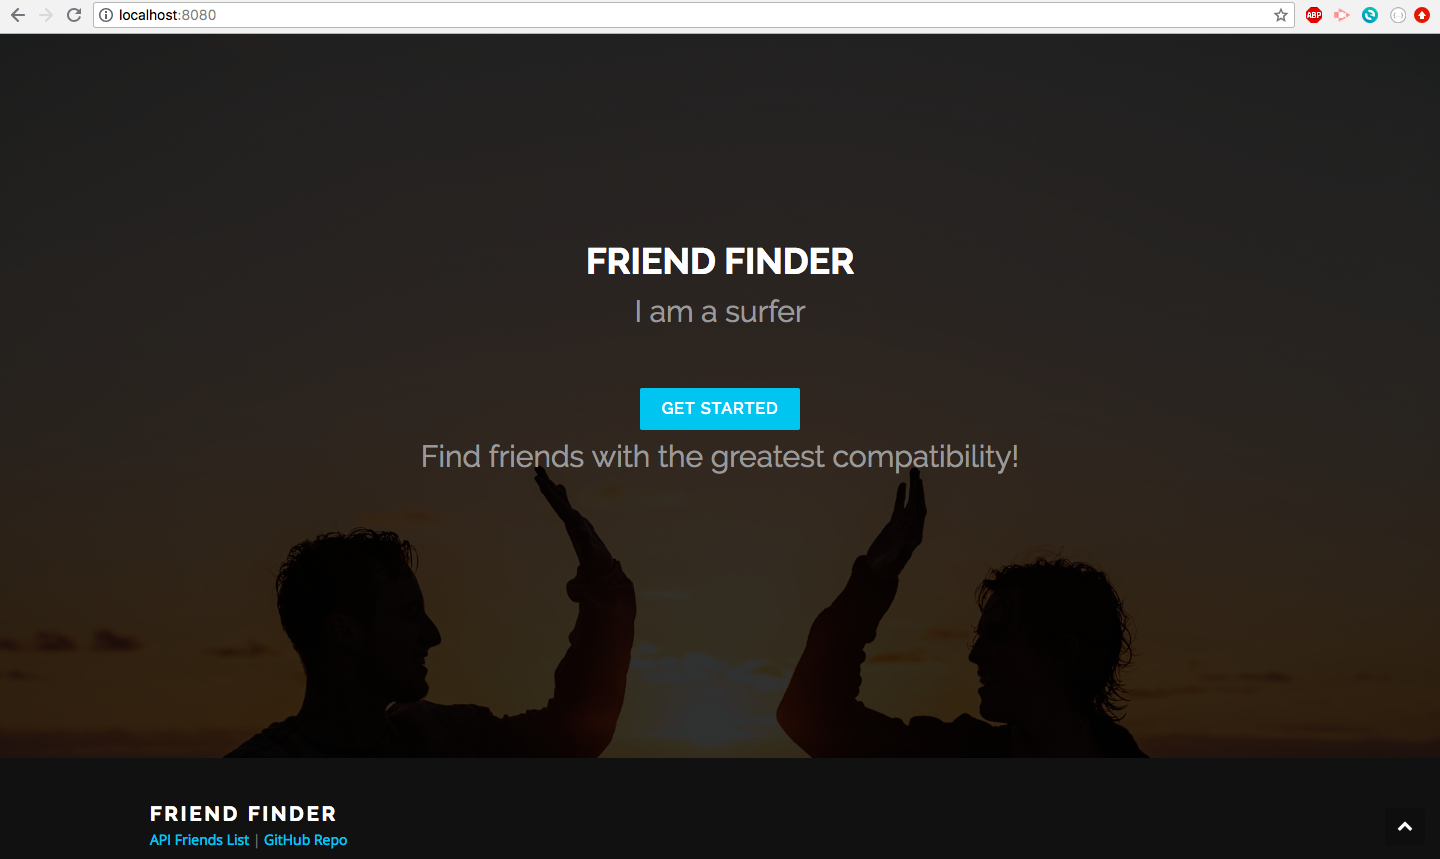 localhost:8080
ABP
FRIEND FINDER
I am a surfer
GET STARTED
Find friends with the greatest compatibility!
FRIEND FINDER
API Friends List | GitHub Repo